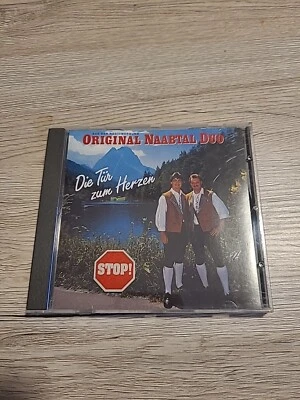 ORIGINAL NAABTAL DUO
Die Tür
zum Herzen
STOP!